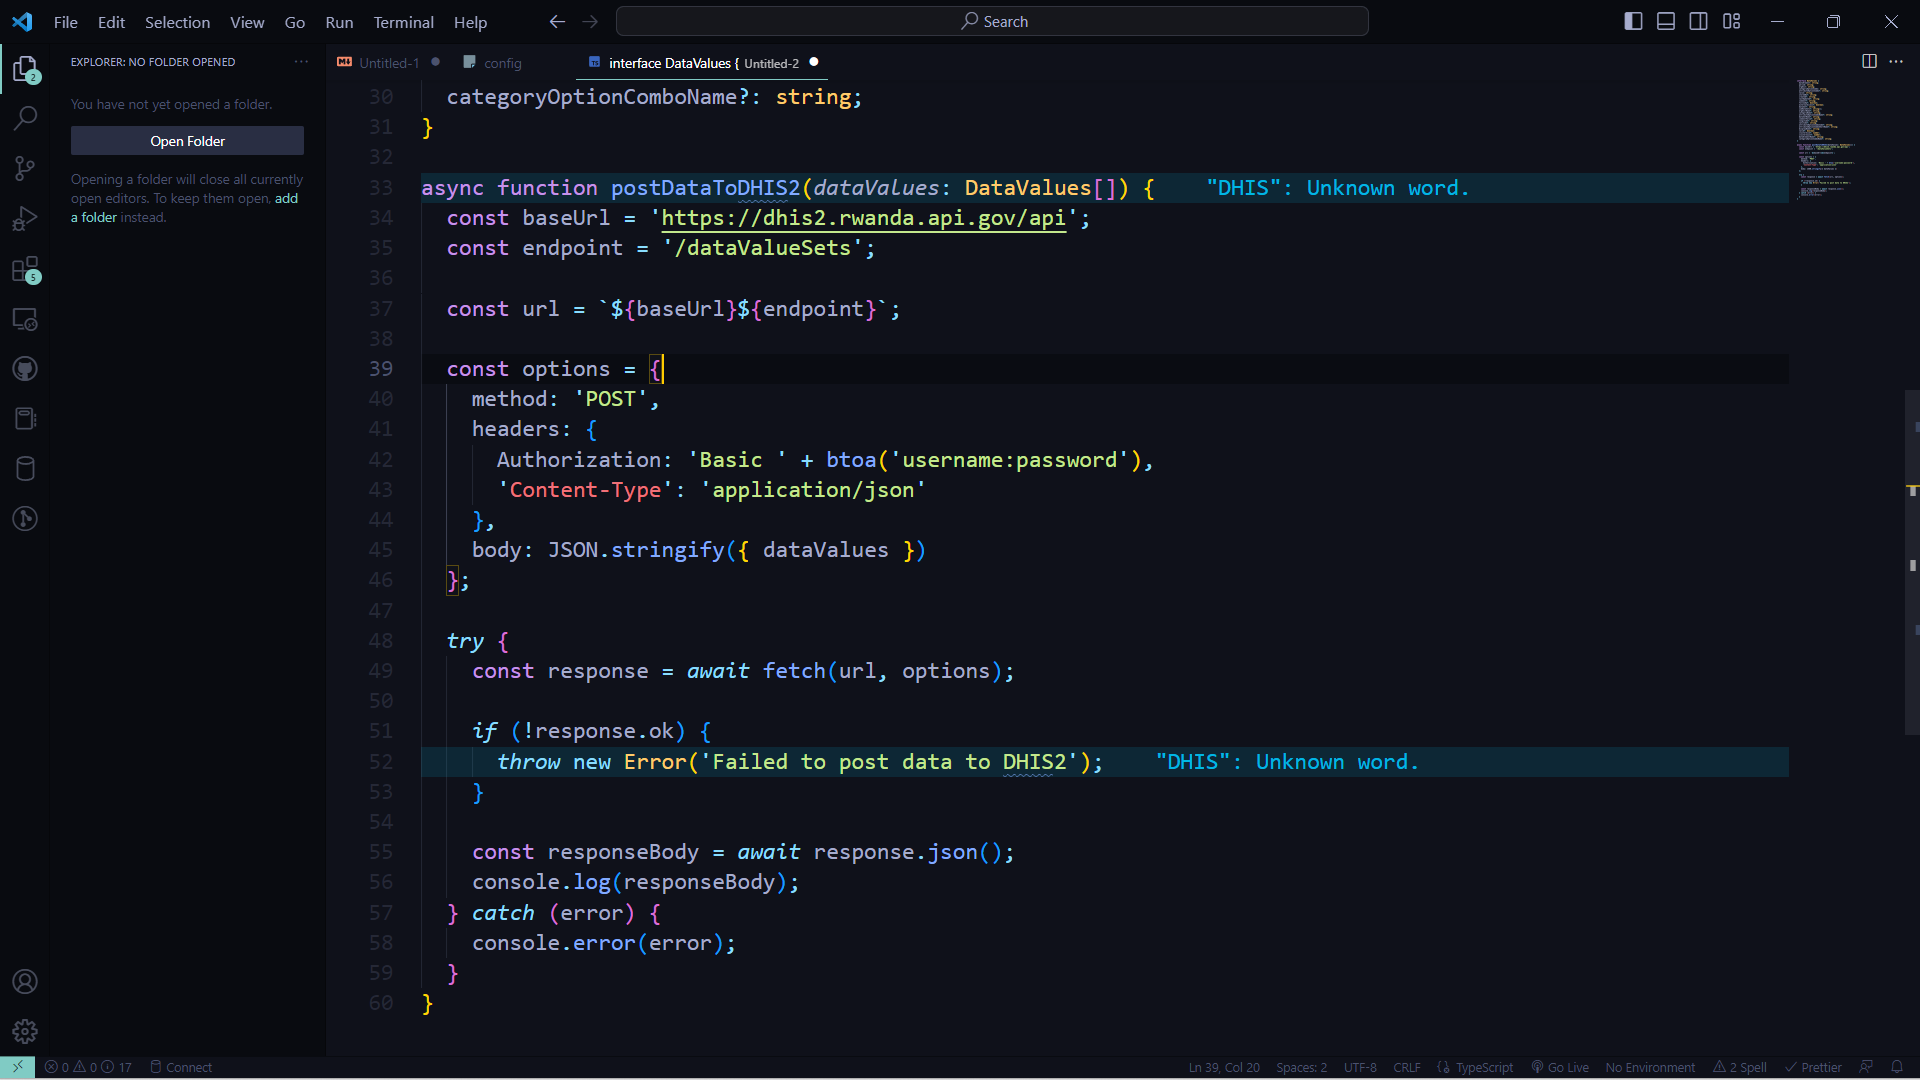 File Edit Selection View Go Run Terminal Help
Search
EXPLORER: NO FOLDER OPENED
Untitled-1
config
interface DataValues { Untitled-2
You have not yet opened a folder.
Open Folder
Opening a folder will close all currently
open editors. To keep them open, add
a folder instead.
2
5
30 categoryOptionComboName?: string;
31 }
32
33 async function postDataToDHIS2(dataValues: DataValues[]) { "DHIS": Unknown word.
34 const baseUrl = 'https://dhis2.rwanda.api.gov/api';
35 const endpoint = '/dataValueSets';
36
37 const url = `${baseUrl}${endpoint}`;
38
39 const options = {
40 method: 'POST',
41 headers: {
42 Authorization: 'Basic ' + btoa('username:password'),
43 'Content-Type': 'application/json'
44 },
45 body: JSON.stringify({ dataValues })
46 };
47
48 try {
49 const response = await fetch(url, options);
50
51 if (!response.ok) {
52 throw new Error('Failed to post data to DHIS2'); "DHIS": Unknown word.
53 }
54
55 const responseBody = await response.json();
56 console.log(responseBody);
57 } catch (error) {
58 console.error(error);
59 }
60 }
0 0 17 Connect
Ln 39, Col 20 Spaces: 2 UTF-8 CRLF TypeScript Go Live No Environment 2 Spell Prettier